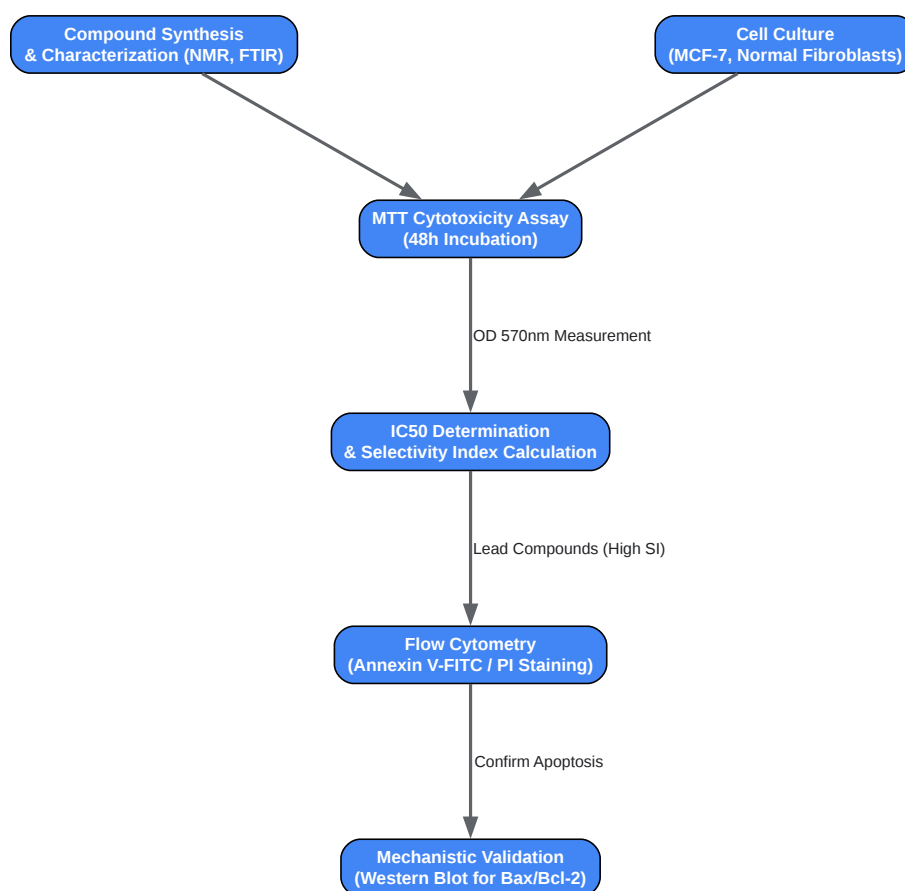 Compound Synthesis
& Characterization (NMR, FTIR)
Cell Culture
(MCF-7, Normal Fibroblasts)
MTT Cytotoxicity Assay
(48h Incubation)
OD 570nm Measurement
IC50 Determination
& Selectivity Index Calculation
Lead Compounds (High SI)
Flow Cytometry
(Annexin V-FITC / PI Staining)
Confirm Apoptosis
Mechanistic Validation
(Western Blot for Bax/Bcl-2)